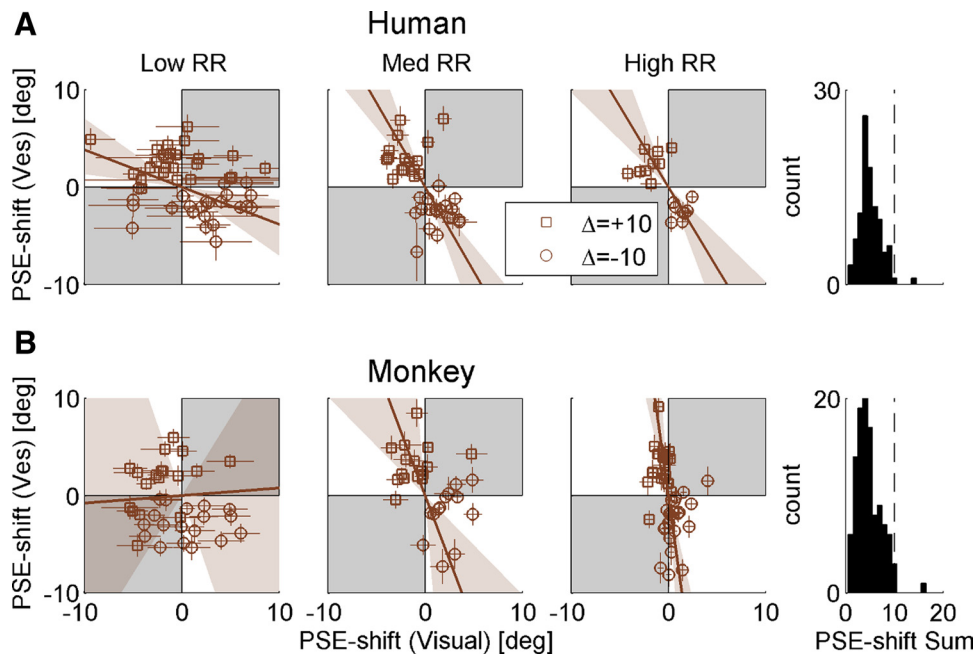 A
Human
Low RR
Med RR
High RR
PSE-shift (Ves) [deg]
10
0
-10
Δ=+10
Δ=-10
count
30
0
B
Monkey
PSE-shift (Ves) [deg]
10
0
-10
-10 0 10
-10 0 10
-10 0 10
PSE-shift (Visual) [deg]
count
20
0
0 10 20
PSE-shift Sum